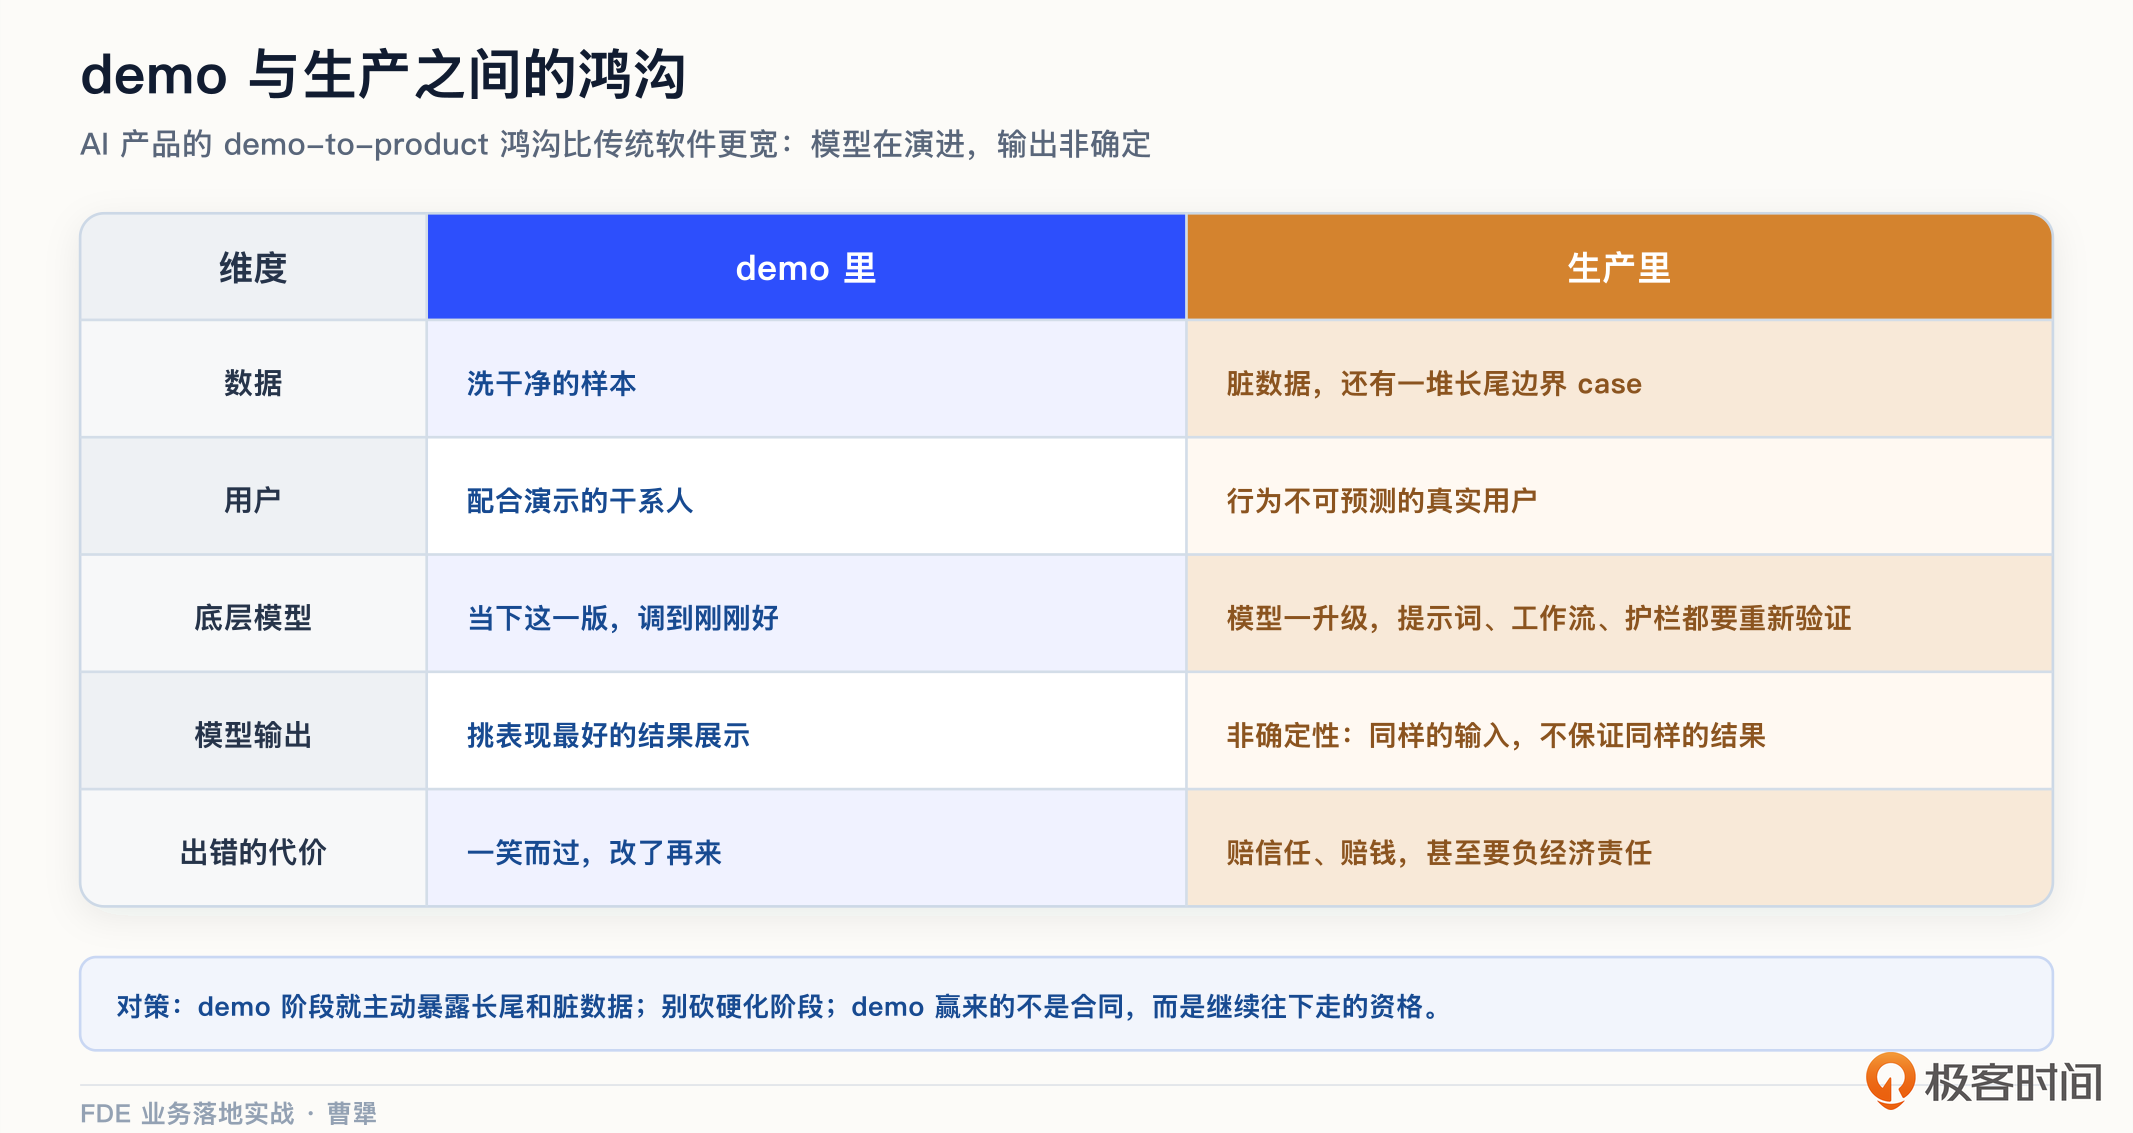 demo 与生产之间的鸿沟
AI 产品的 demo-to-product 鸿沟比传统软件更宽：模型在演进，输出非确定
维度 demo 里 生产里
数据 洗干净的样本 脏数据，还有一堆长尾边界 case
用户 配合演示的干系人 行为不可预测的真实用户
底层模型 当下这一版，调到刚刚好 模型一升级，提示词、工作流、护栏都要重新验证
模型输出 挑表现最好的结果展示 非确定性：同样的输入，不保证同样的结果
出错的代价 一笑而过，改了再来 赔信任、赔钱，甚至要负经济责任
对策：demo 阶段就主动暴露长尾和脏数据；别砍硬化阶段；demo 赢来的不是合同，而是继续往下走的资格。
极客时间
FDE 业务落地实战 · 曹犟